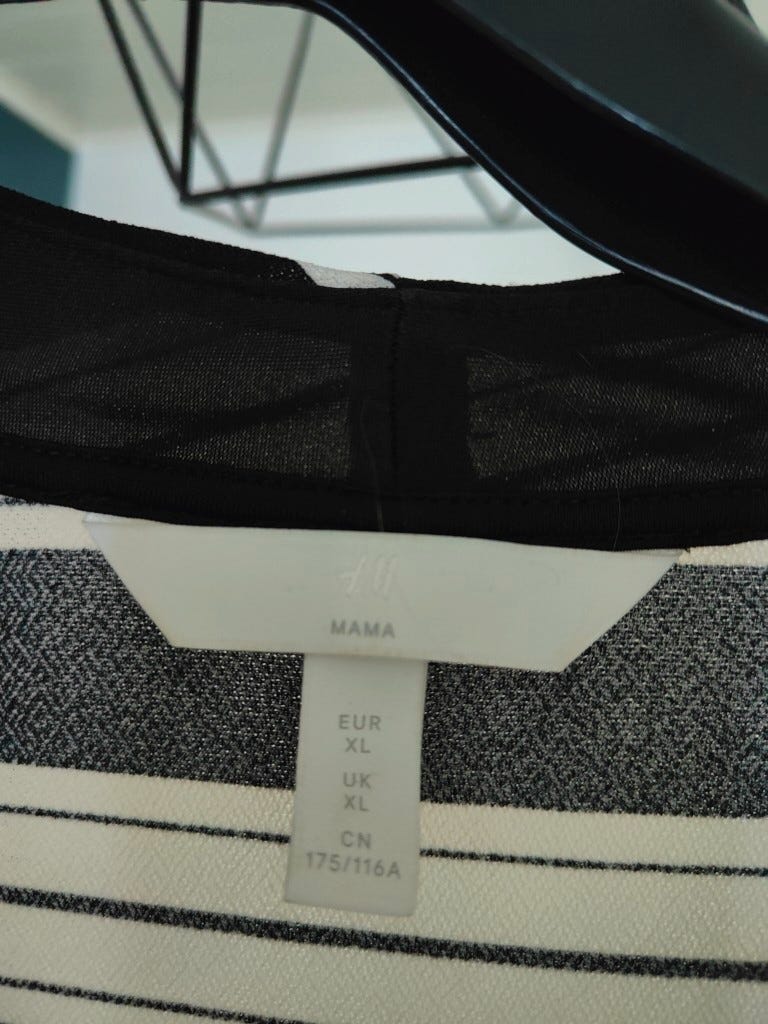 H&M
MAMA
EUR
XL
UK
XL
CN
175/116A